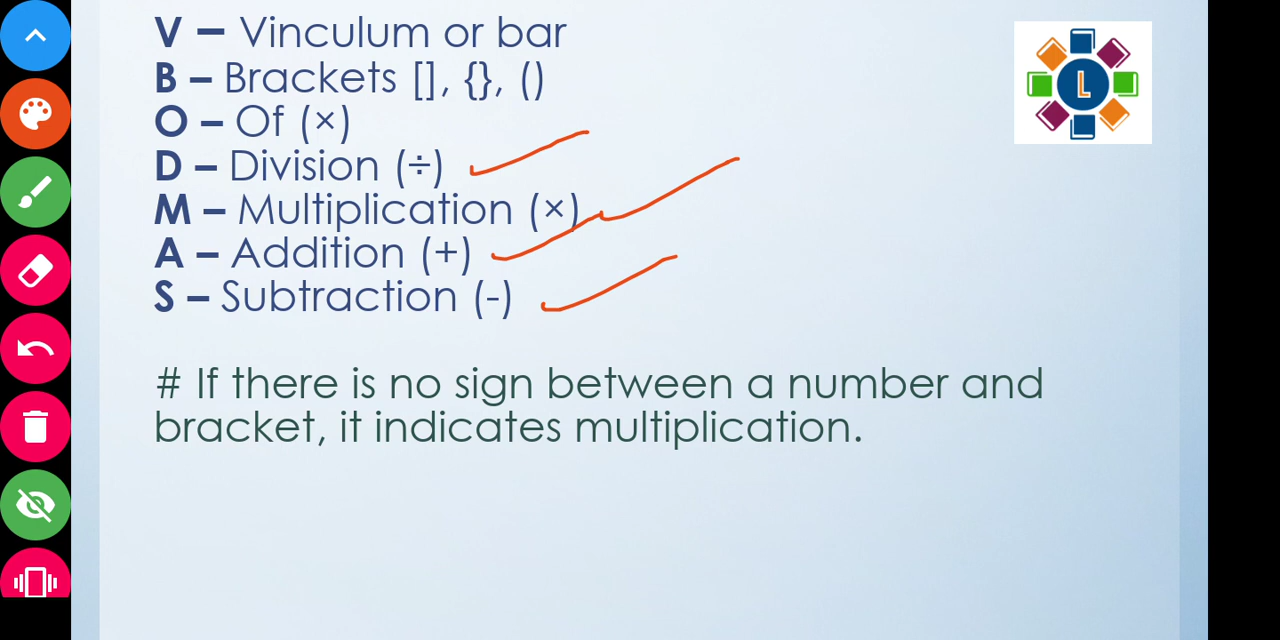 V – Vinculum or bar
B – Brackets [], {}, ()
O – Of (×)
D – Division (÷)
M – Multiplication (×)
A – Addition (+)
S – Subtraction (-)
# If there is no sign between a number and
bracket, it indicates multiplication.
L